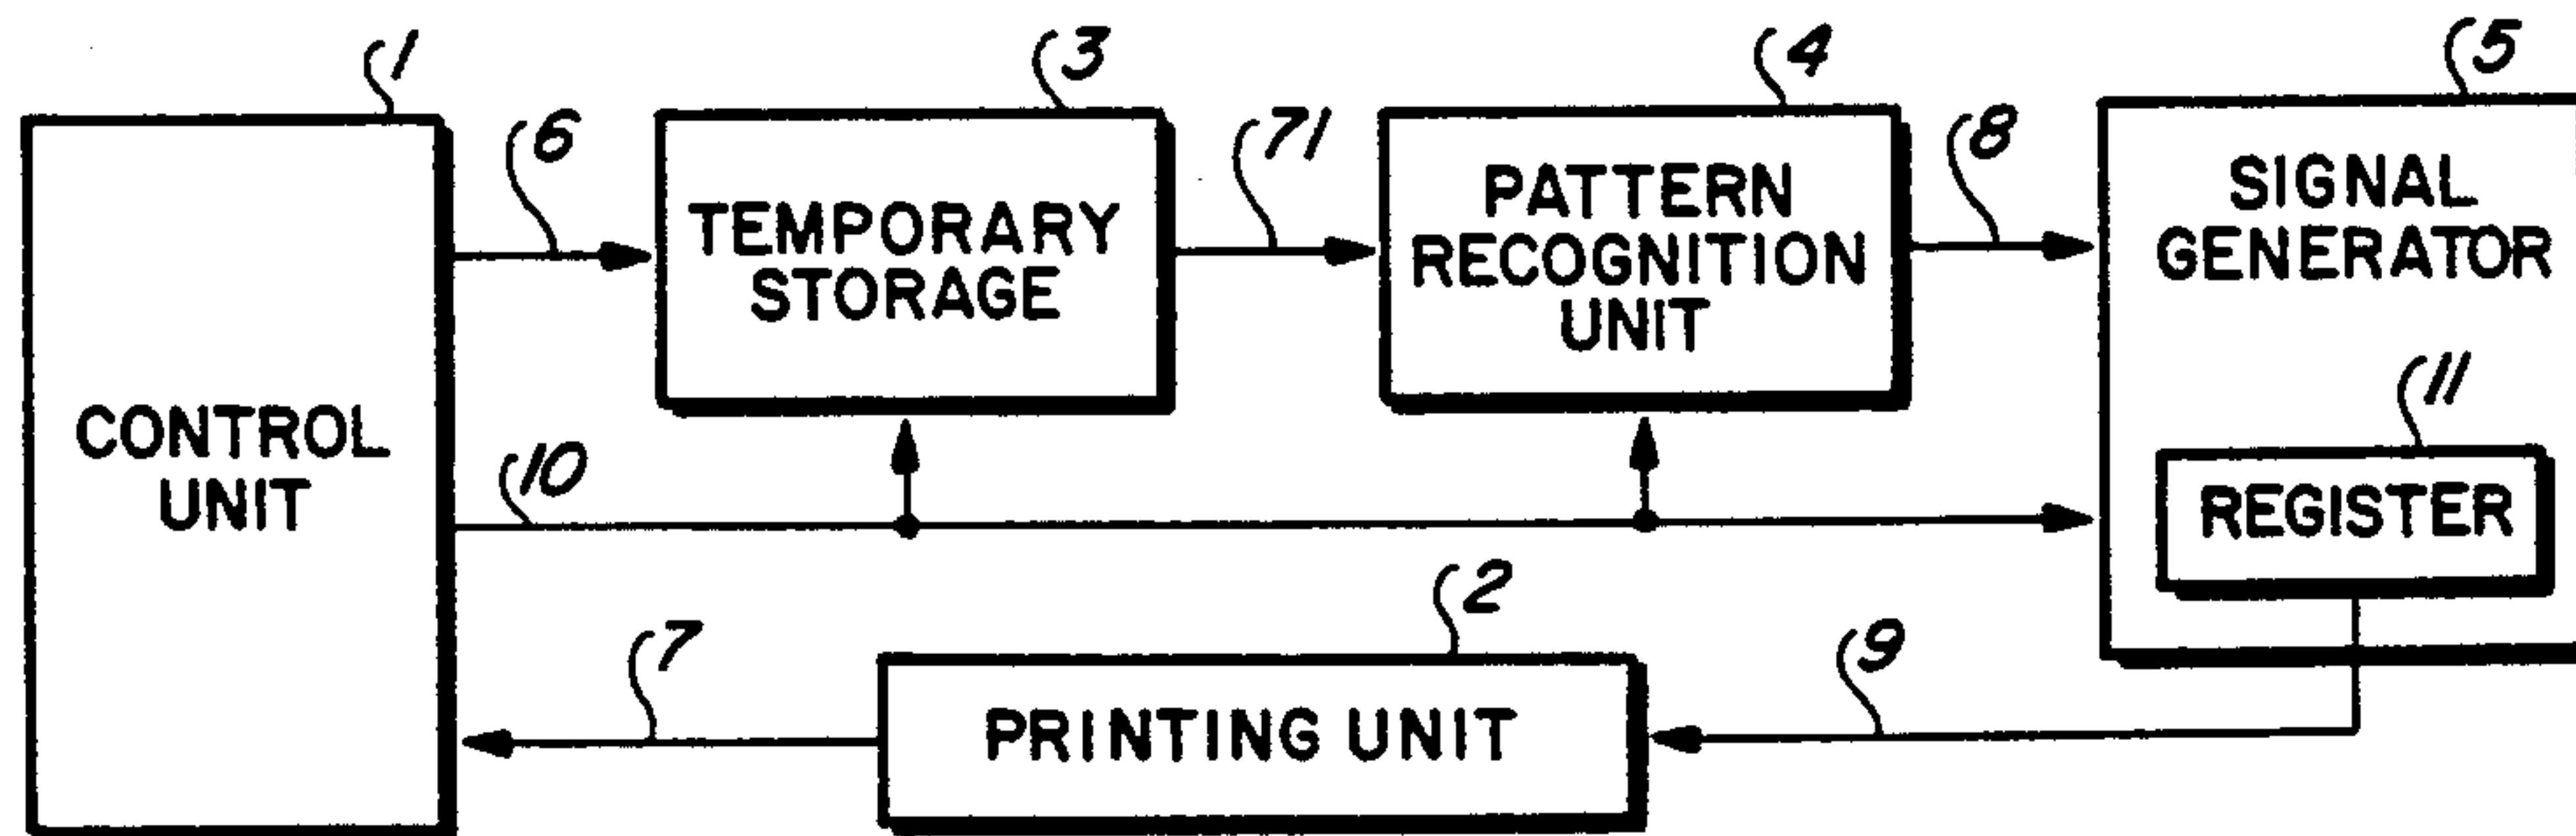 1
3
4
5
6
71
8
TEMPORARY
STORAGE
PATTERN
RECOGNITION
UNIT
SIGNAL
GENERATOR
CONTROL
UNIT
10
11
REGISTER
2
7
9
PRINTING UNIT